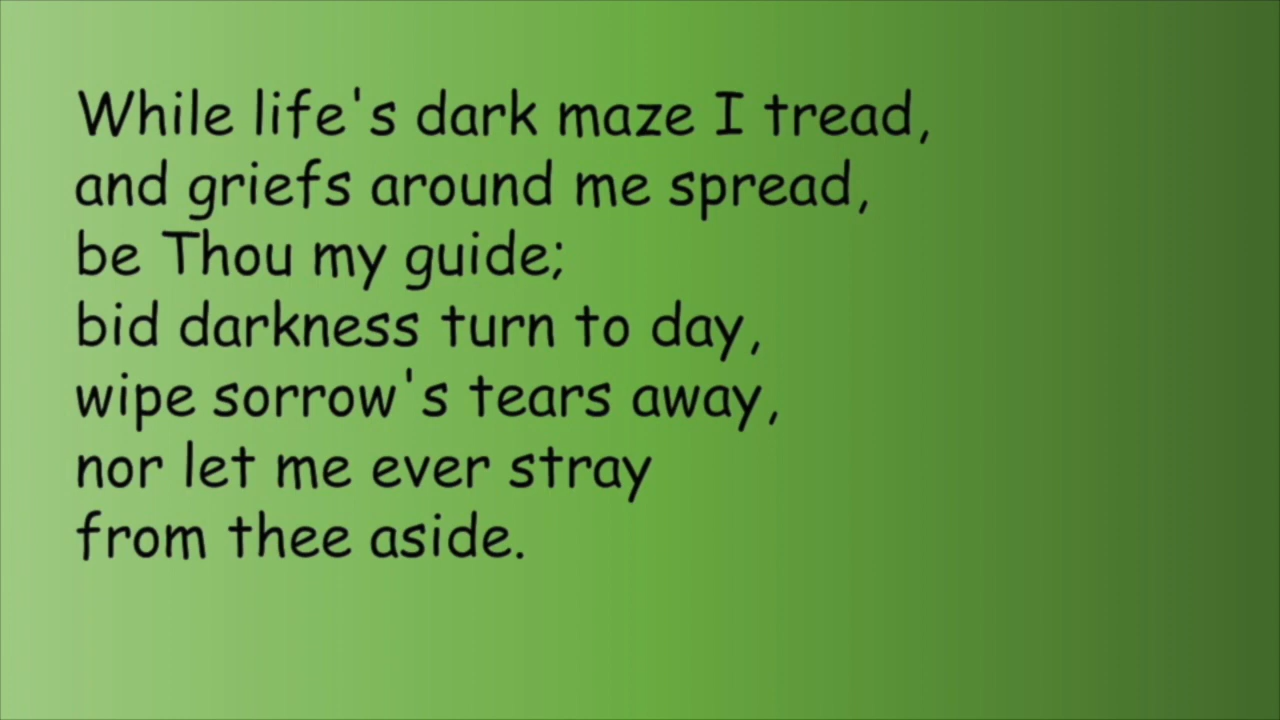 While life's dark maze I tread,
and griefs around me spread,
be Thou my guide;
bid darkness turn to day,
wipe sorrow's tears away,
nor let me ever stray
from thee aside.